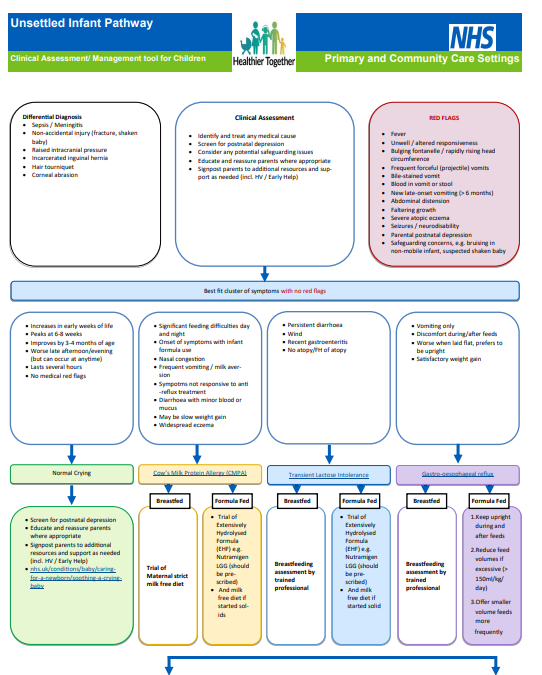 Unsettled Infant Pathway
Clinical Assessment/ Management tool for Children
Healthier Together
NHS
Primary and Community Care Settings
Differential Diagnosis
• Sepsis / Meningitis
• Non-accidental injury (fracture, shaken
baby)
• Raised intracranial pressure
• Incarcerated inguinal hernia
• Hair tourniquet
• Corneal abrasion
Clinical Assessment
• Identify and treat any medical cause
• Screen for postnatal depression
• Consider any potential safeguarding issues
• Educate and reassure parents where appropriate
• Signpost parents to additional resources and sup-
port as needed (incl. HV / Early Help)
RED FLAGS
• Fever
• Unwell / altered responsiveness
• Bulging fontanelle / rapidly rising head
circumference
• Frequent forceful (projectile) vomits
• Bile-stained vomit
• Blood in vomit or stool
• New late-onset vomiting (> 6 months)
• Abdominal distension
• Faltering growth
• Severe atopic eczema
• Seizures / neurodisability
• Parental postnatal depression
• Safeguarding concerns, e.g. bruising in
non-mobile infant, suspected shaken baby
Best fit cluster of symptoms with no red flags
• Increases in early weeks of life
• Peaks at 6-8 weeks
• Improves by 3-4 months of age
• Worse late afternoon/evening
(but can occur at anytime)
• Lasts several hours
• No medical red flags
• Significant feeding difficulties day
and night
• Onset of symptoms with infant
formula use
• Nasal congestion
• Frequent vomiting / milk aver-
sion
• Sympotms not responsive to anti
-reflux treatment
• Diarrhoea with minor blood or
mucus
• May be slow weight gain
• Widespread eczema
• Persistent diarrhoea
• Wind
• Recent gastroenteritis
• No atopy/FH of atopy
• Vomiting only
• Discomfort during/after feeds
• Worse when laid flat, prefers to
be upright
• Satisfactory weight gain
Normal Crying
Cow's Milk Protein Allergy (CMPA)
Transient Lactose Intolerance
Gastro-oesophageal reflux
Breastfed
Formula Fed
Breastfed
Formula Fed
Breastfed
Formula Fed
• Screen for postnatal depression
• Educate and reassure parents
where appropriate
• Signpost parents to additional
resources and support as needed
(incl. HV / Early Help)
• nhs.uk/conditions/baby/caring-
for-a-newborn/soothing-a-crying-
baby
Trial of
Maternal strict
milk free diet
• Trial of
Extensively
Hydrolysed
Formula
(EHF) e.g.
Nutramigen
LGG (should
be pre-
scribed)
• And milk
free diet if
started sol-
ids
Breastfeeding
assessment by
trained
professional
• Trial of
Extensively
Hydrolysed
Formula
(EHF) e.g.
Nutramigen
LGG (should
be pre-
scribed)
• And milk
free diet if
started solid
Breastfeeding
assessment by
trained
professional
1.Keep upright
during and
after feeds
2.Reduce feed
volumes if
excessive (>
150ml/kg/
day)
3.Offer smaller
volume feeds
more
frequently